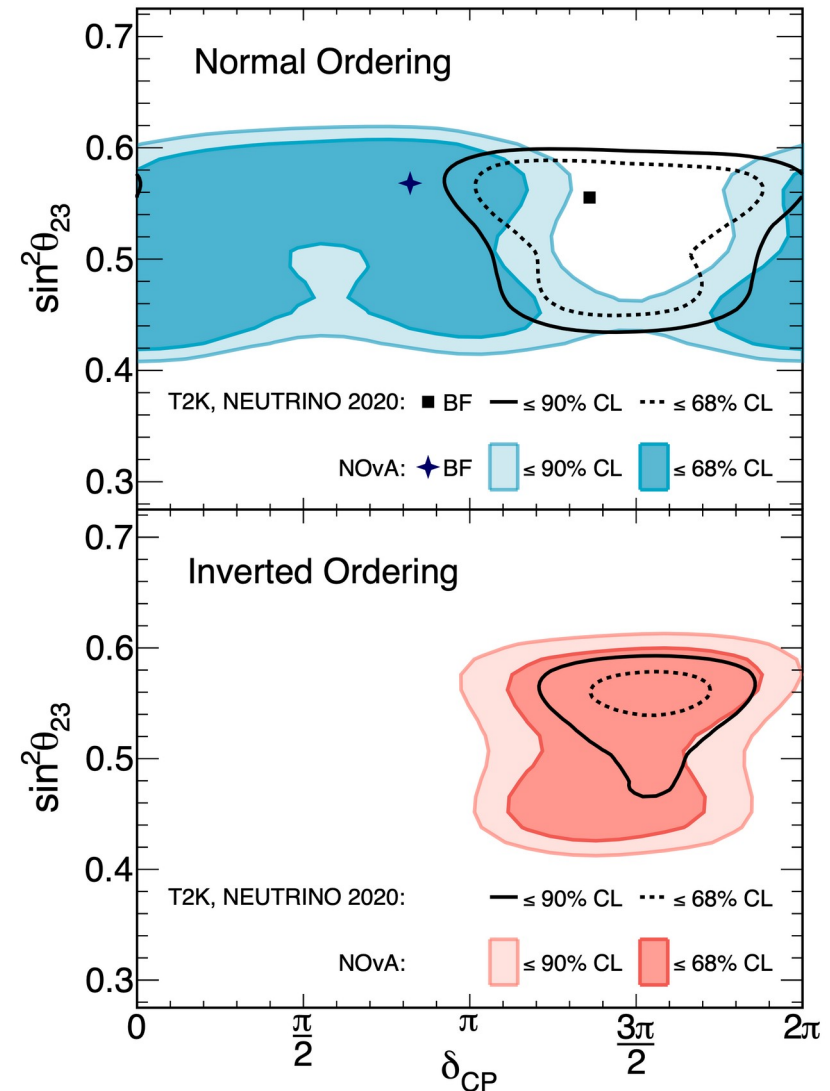 0.7
Normal Ordering
0.6
sin²θ₂₃
0.5
0.4
T2K, NEUTRINO 2020: BF ≤ 90% CL ≤ 68% CL
NOvA: BF ≤ 90% CL ≤ 68% CL
0.3
0.7
Inverted Ordering
0.6
sin²θ₂₃
0.5
0.4
T2K, NEUTRINO 2020: ≤ 90% CL ≤ 68% CL
NOvA: ≤ 90% CL ≤ 68% CL
0.3
0 π/2 π 3π/2 2π
δCP